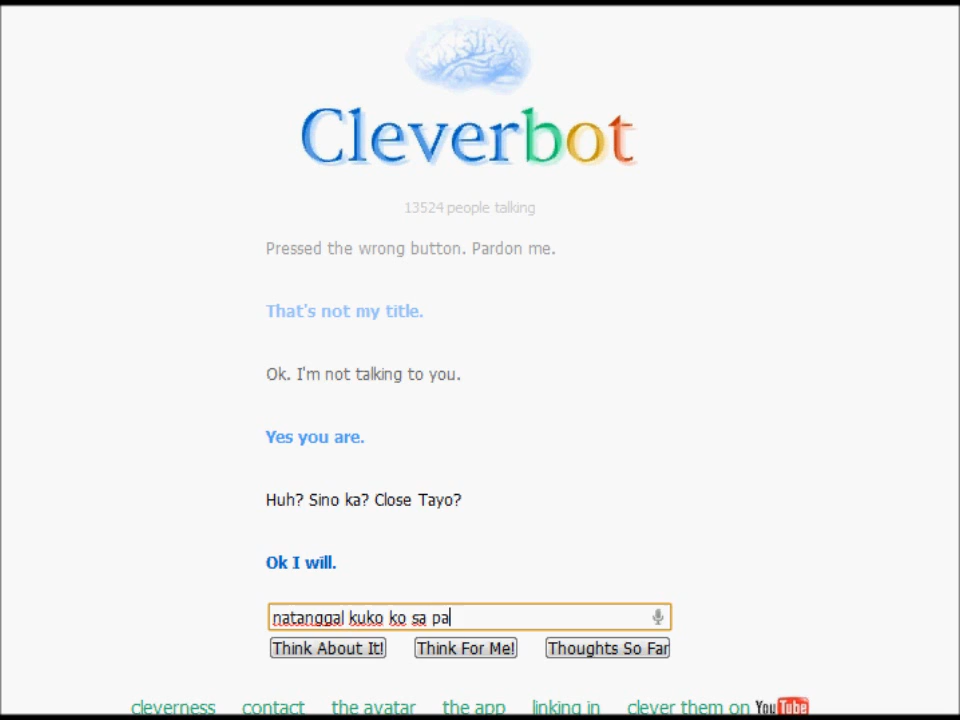 Cleverbot
13524 people talking
Pressed the wrong button. Pardon me.
That's not my title.
Ok. I'm not talking to you.
Yes you are.
Huh? Sino ka? Close Tayo?
Ok I will.
natanggal kuko ko sa pa
Think About It! Think For Me! Thoughts So Far
cleverness contact the avatar the app linking in clever them on YouTube